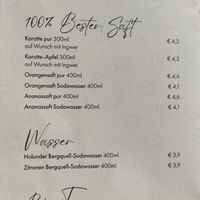 100% Bester Saft
Karotte pur 300ml
auf Wunsch mit Ingwer
€ 4,3
Karotte-Apfel 300ml
auf Wunsch mit Ingwer
€ 4,3
Orangensaft pur 400ml € 4,6
Orangensaft Sodawasser 400ml € 4,1
Ananassaft pur 400ml € 4,6
Ananassaft Sodawasser 400ml € 4,1
Wasser
Holunder Bergquell-Sodawasser 400ml € 3,9
Zitronen Bergquell-Sodawasser 400ml € 3,9